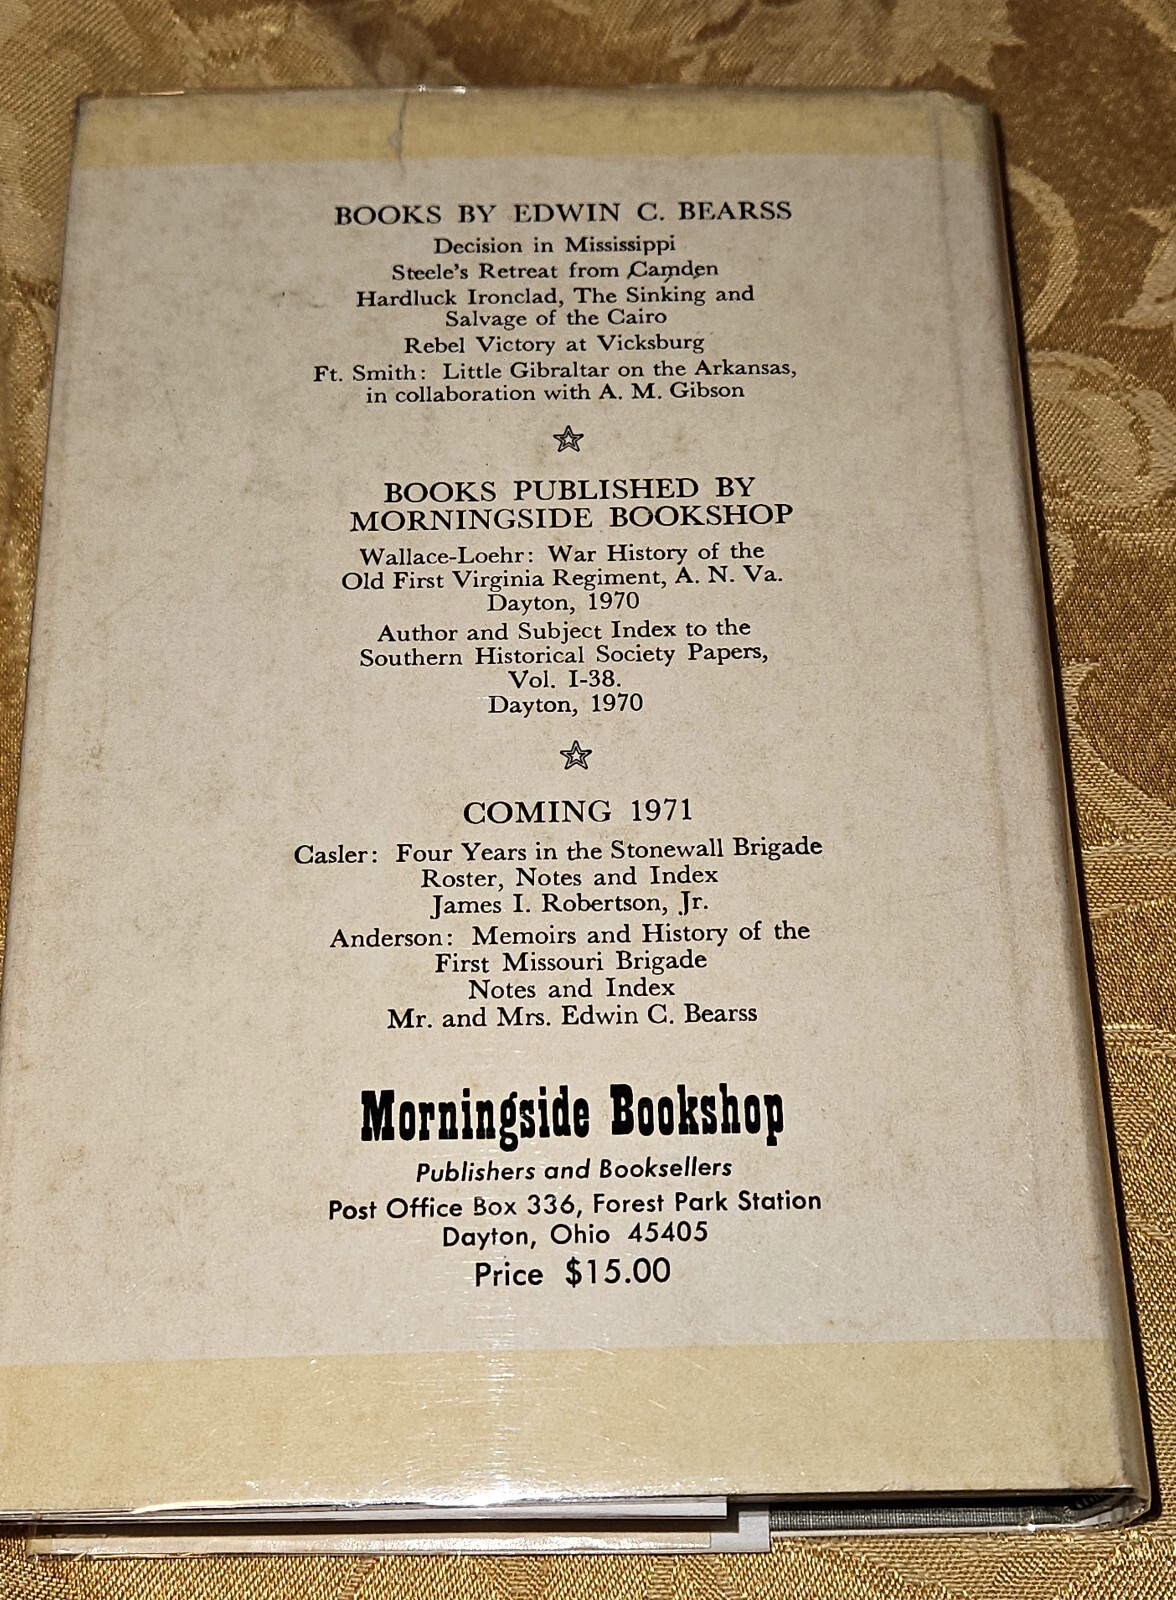 BOOKS BY EDWIN C. BEARSS
Decision in Mississippi
Steele's Retreat from Camden
Hardluck Ironclad, The Sinking and
Salvage of the Cairo
Rebel Victory at Vicksburg
Ft. Smith: Little Gibraltar on the Arkansas,
in collaboration with A. M. Gibson
BOOKS PUBLISHED BY
MORNINGSIDE BOOKSHOP
Wallace-Loehr: War History of the
Old First Virginia Regiment, A. N. Va.
Dayton, 1970
Author and Subject Index to the
Southern Historical Society Papers,
Vol. I-38.
Dayton, 1970
COMING 1971
Casler: Four Years in the Stonewall Brigade
Roster, Notes and Index
James I. Robertson, Jr.
Anderson: Memoirs and History of the
First Missouri Brigade
Notes and Index
Mr. and Mrs. Edwin C. Bearss
Morningside Bookshop
Publishers and Booksellers
Post Office Box 336, Forest Park Station
Dayton, Ohio 45405
Price $15.00